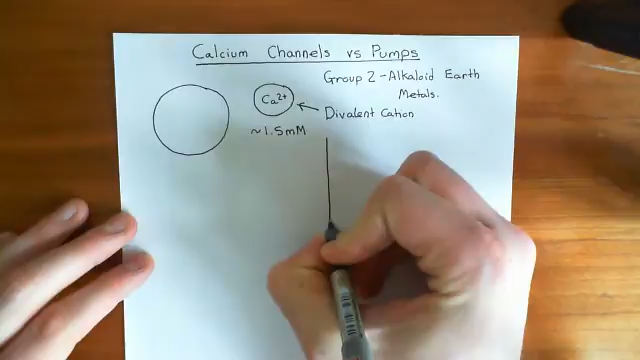 Calcium Channels vs Pumps
Group 2 - Alkaloid Earth
Metals.
Ca2+
Divalent Cation
~1.5mM